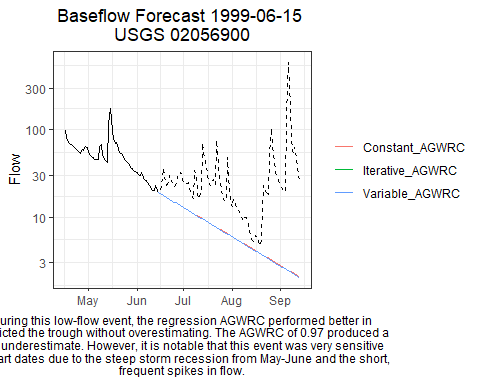 Baseflow Forecast 1999-06-15
USGS 02056900
Flow
300
100
30
10
3
May
Jun
Jul
Aug
Sep
Constant_AGWRC
Iterative_AGWRC
Variable_AGWRC
uring this low-flow event, the regression AGWRC performed better in
icted the trough without overestimating. The AGWRC of 0.97 produced a
underestimate. However, it is notable that this event was very sensitive
art dates due to the steep storm recession from May-June and the short,
frequent spikes in flow.